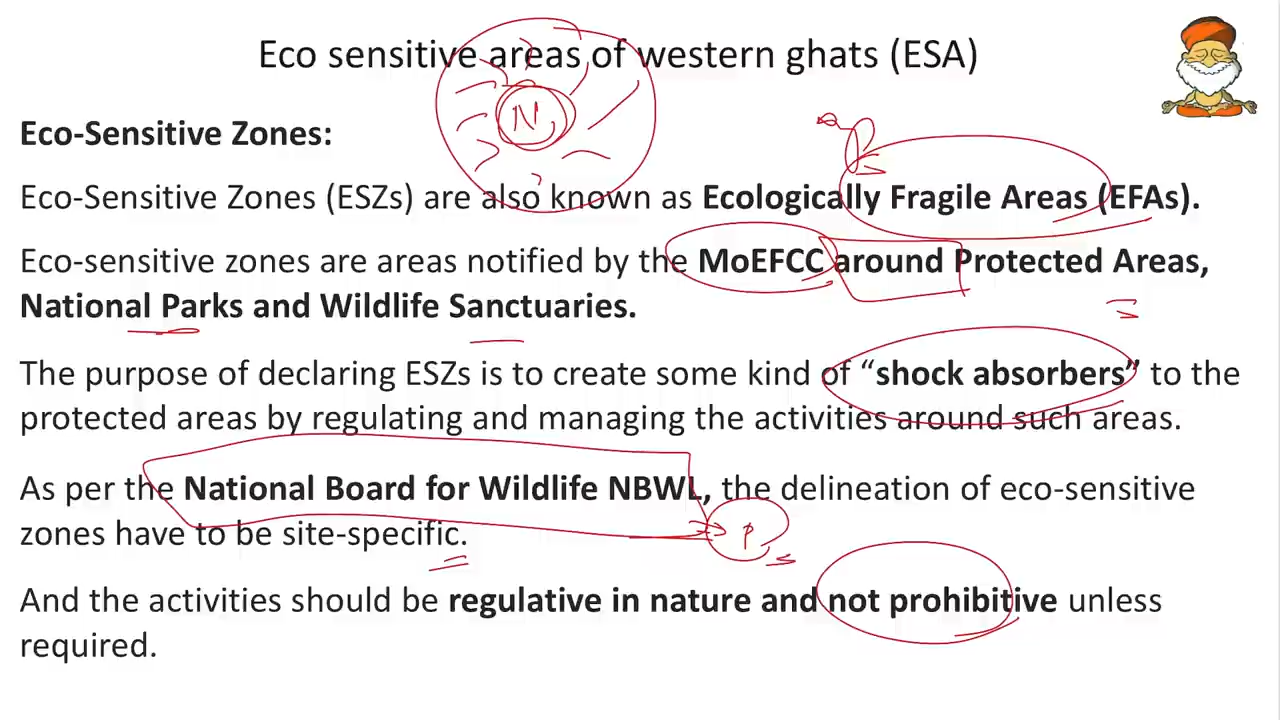 Eco sensitive areas of western ghats (ESA)
N
Eco-Sensitive Zones:
Eco-Sensitive Zones (ESZs) are also known as Ecologically Fragile Areas (EFAs).
Eco-sensitive zones are areas notified by the MoEFCC around Protected Areas,
National Parks and Wildlife Sanctuaries.
The purpose of declaring ESZs is to create some kind of “shock absorbers” to the
protected areas by regulating and managing the activities around such areas.
As per the National Board for Wildlife NBWL, the delineation of eco-sensitive
zones have to be site-specific.
P
And the activities should be regulative in nature and not prohibitive unless
required.